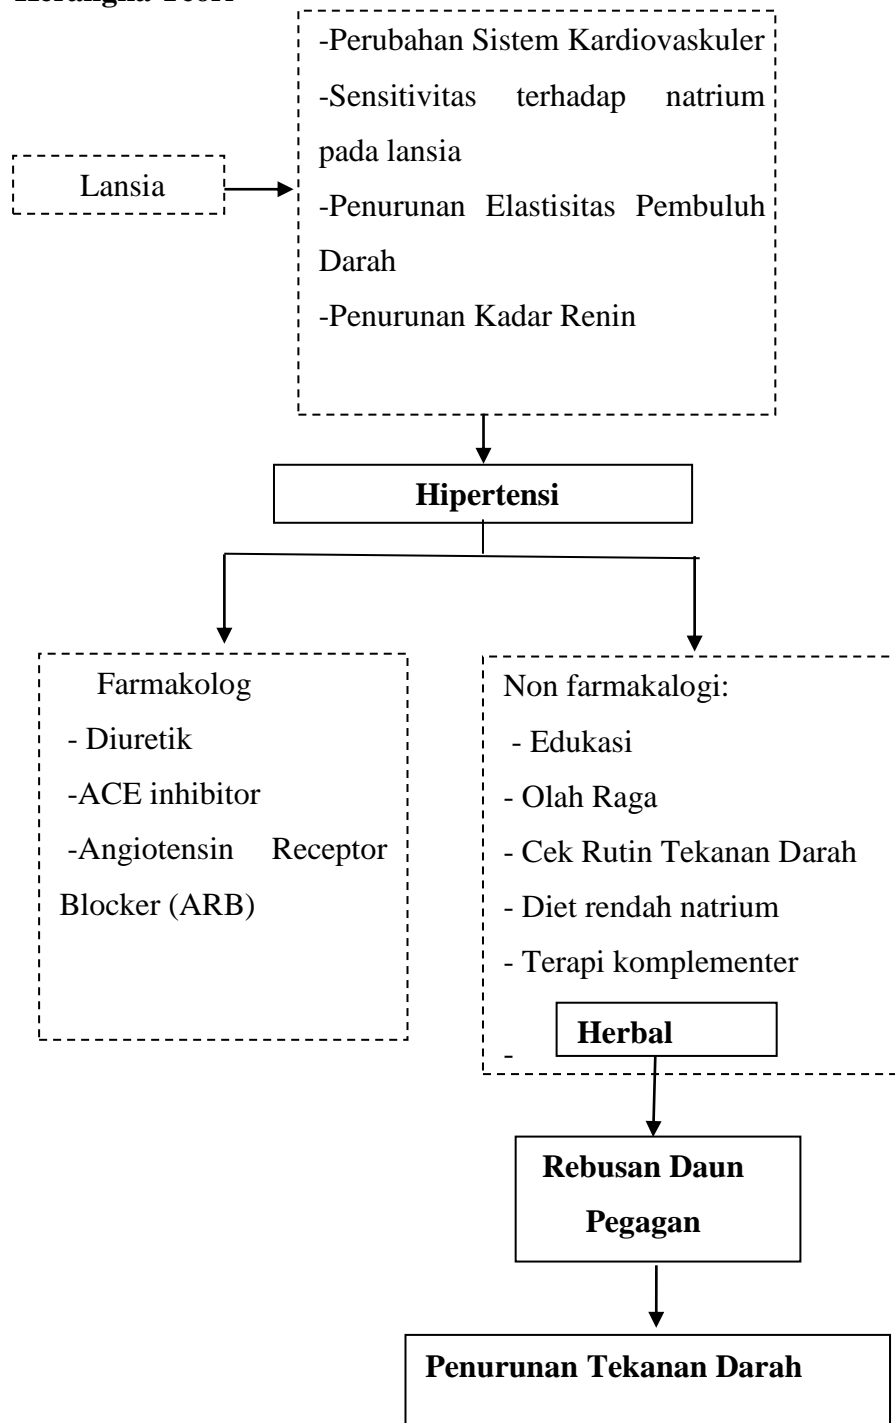 -Perubahan Sistem Kardiovaskuler
-Sensitivitas terhadap natrium
pada lansia
-Penurunan Elastisitas Pembuluh
Darah
-Penurunan Kadar Renin
Lansia
Hipertensi
Farmakolog
- Diuretik
-ACE inhibitor
-Angiotensin Receptor
Blocker (ARB)
Non farmakalogi:
- Edukasi
- Olah Raga
- Cek Rutin Tekanan Darah
- Diet rendah natrium
- Terapi komplementer
-
Herbal
Rebusan Daun
Pegagan
Penurunan Tekanan Darah